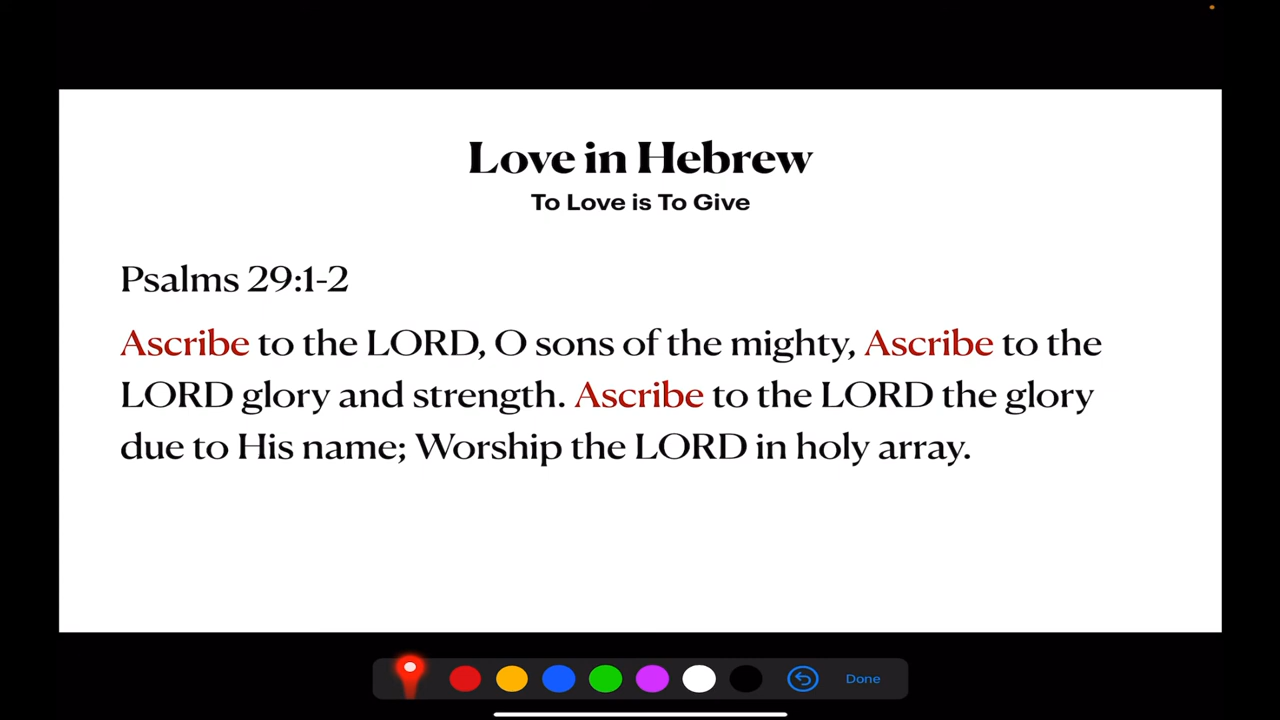 Love in Hebrew
To Love is To Give
Psalms 29:1-2
Ascribe to the LORD, O sons of the mighty, Ascribe to the
LORD glory and strength. Ascribe to the LORD the glory
due to His name; Worship the LORD in holy array.
Done